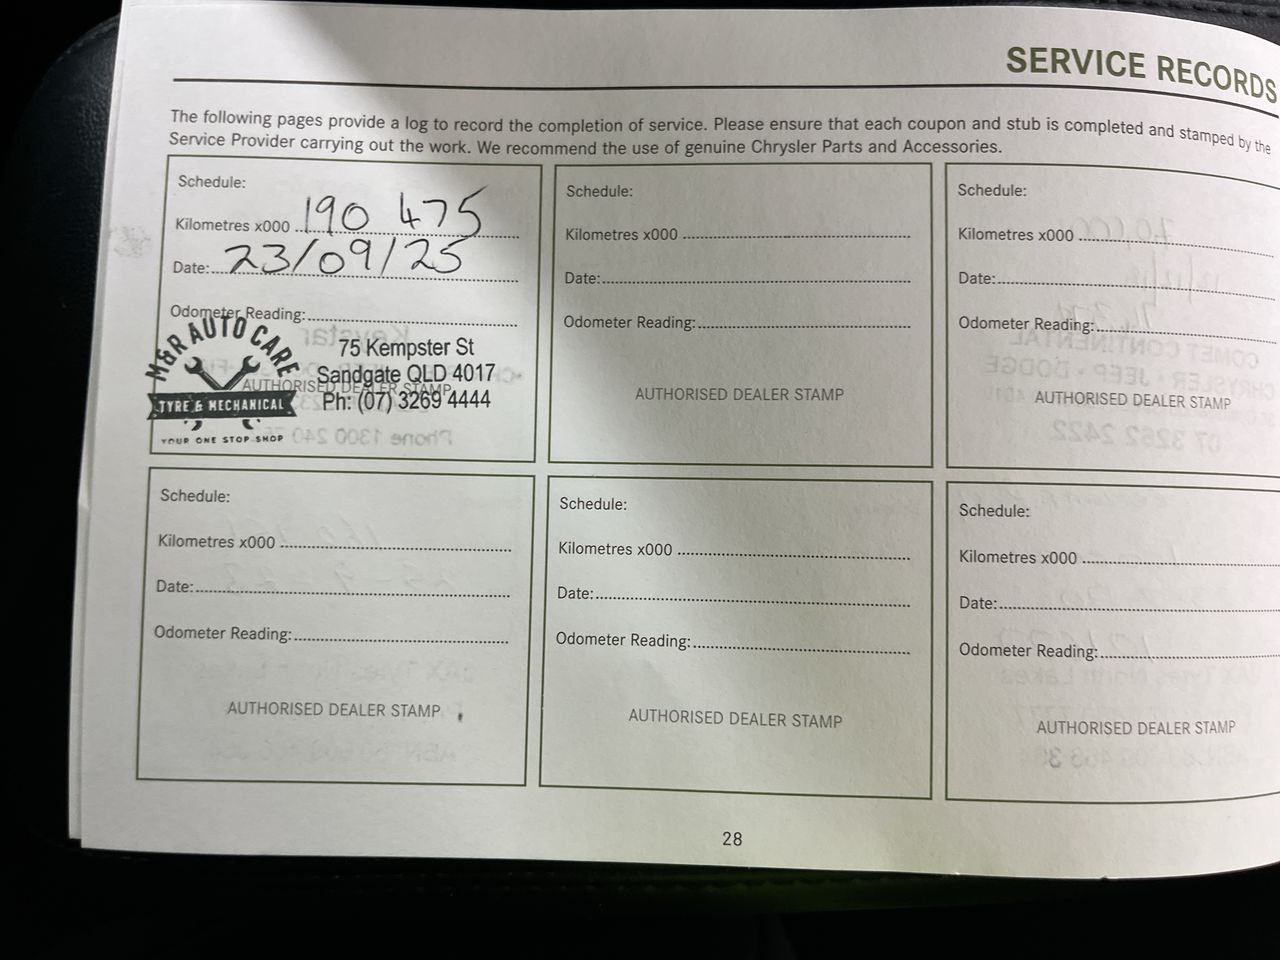 SERVICE RECORDS
The following pages provide a log to record the completion of service. Please ensure that each coupon and stub is completed and stamped by the
Service Provider carrying out the work. We recommend the use of genuine Chrysler Parts and Accessories.
Schedule:
Kilometres x000 190 475
Date: 23/09/25
Odometer Reading:
M&R AUTO CARE
TYRE & MECHANICAL
YOUR ONE STOP SHOP
75 Kempster St
Sandgate QLD 4017
Ph: (07) 3269 4444
AUTHORISED DEALER STAMP
Schedule:
Kilometres x000
Date:
Odometer Reading:
AUTHORISED DEALER STAMP
Schedule:
Kilometres x000
Date:
Odometer Reading:
AUTHORISED DEALER STAMP
Schedule:
Kilometres x000
Date:
Odometer Reading:
AUTHORISED DEALER STAMP
Schedule:
Kilometres x000
Date:
Odometer Reading:
AUTHORISED DEALER STAMP
Schedule:
Kilometres x000
Date:
Odometer Reading:
AUTHORISED DEALER STAMP
28